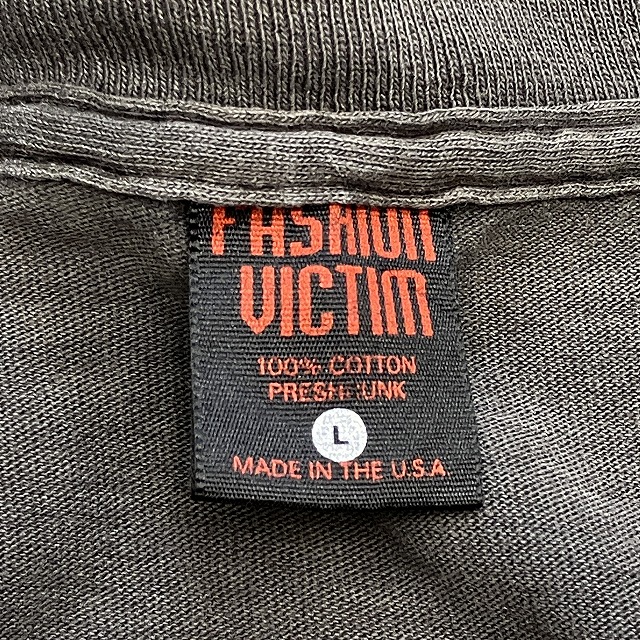 FASHION
VICTIM
100% COTTON
PRESHRUNK
L
MADE IN THE U.S.A.